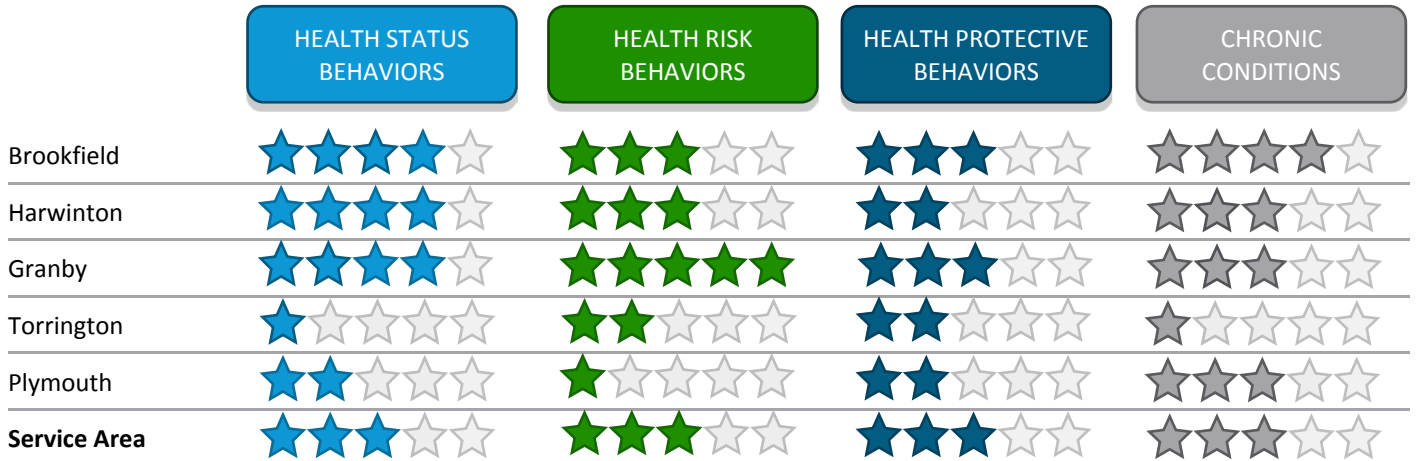 HEALTH STATUS
BEHAVIORS
HEALTH RISK
BEHAVIORS
HEALTH PROTECTIVE
BEHAVIORS
CHRONIC
CONDITIONS
Brookfield
Harwinton
Granby
Torrington
Plymouth
Service Area